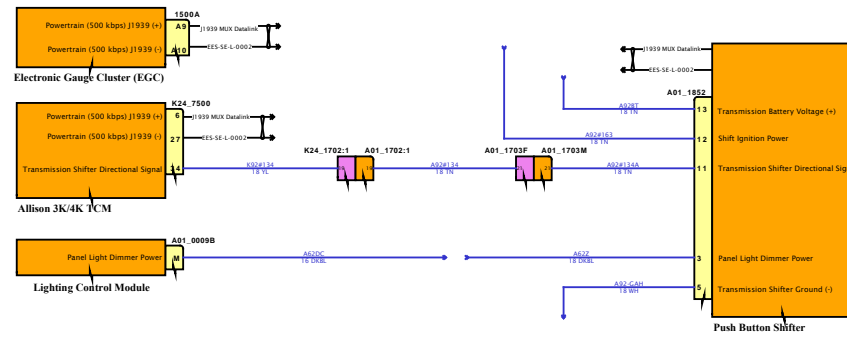 1500A
Powertrain (500 kbps) J1939 (+)
A9
J1939 MUX Datalink
Powertrain (500 kbps) J1939 (-)
A10
EES-SE-L-0002
Electronic Gauge Cluster (EGC)
K24_7500
Powertrain (500 kbps) J1939 (+)
6
J1939 MUX Datalink
Powertrain (500 kbps) J1939 (-)
27
EES-SE-L-0002
Transmission Shifter Directional Signal
K92#134
18 YL
K24_1702:1
A01_1702:1
A92#134
18 TN
A01_1703F
A01_1703M
A92#134A
18 TN
11
Transmission Shifter Directional Sig
Allison 3K/4K TCM
J1939 MUX Datalink
EES-SE-L-0002
A01_1852
A928T
18 TN
13
Transmission Battery Voltage (+)
A92#163
18 TN
12
Shift Ignition Power
A01_0009B
Panel Light Dimmer Power
M
A62DC
16 DKBL
A62Z
18 DKBL
3
Panel Light Dimmer Power
Lighting Control Module
A92-GAH
18 WH
5
Transmission Shifter Ground (-)
Push Button Shifter